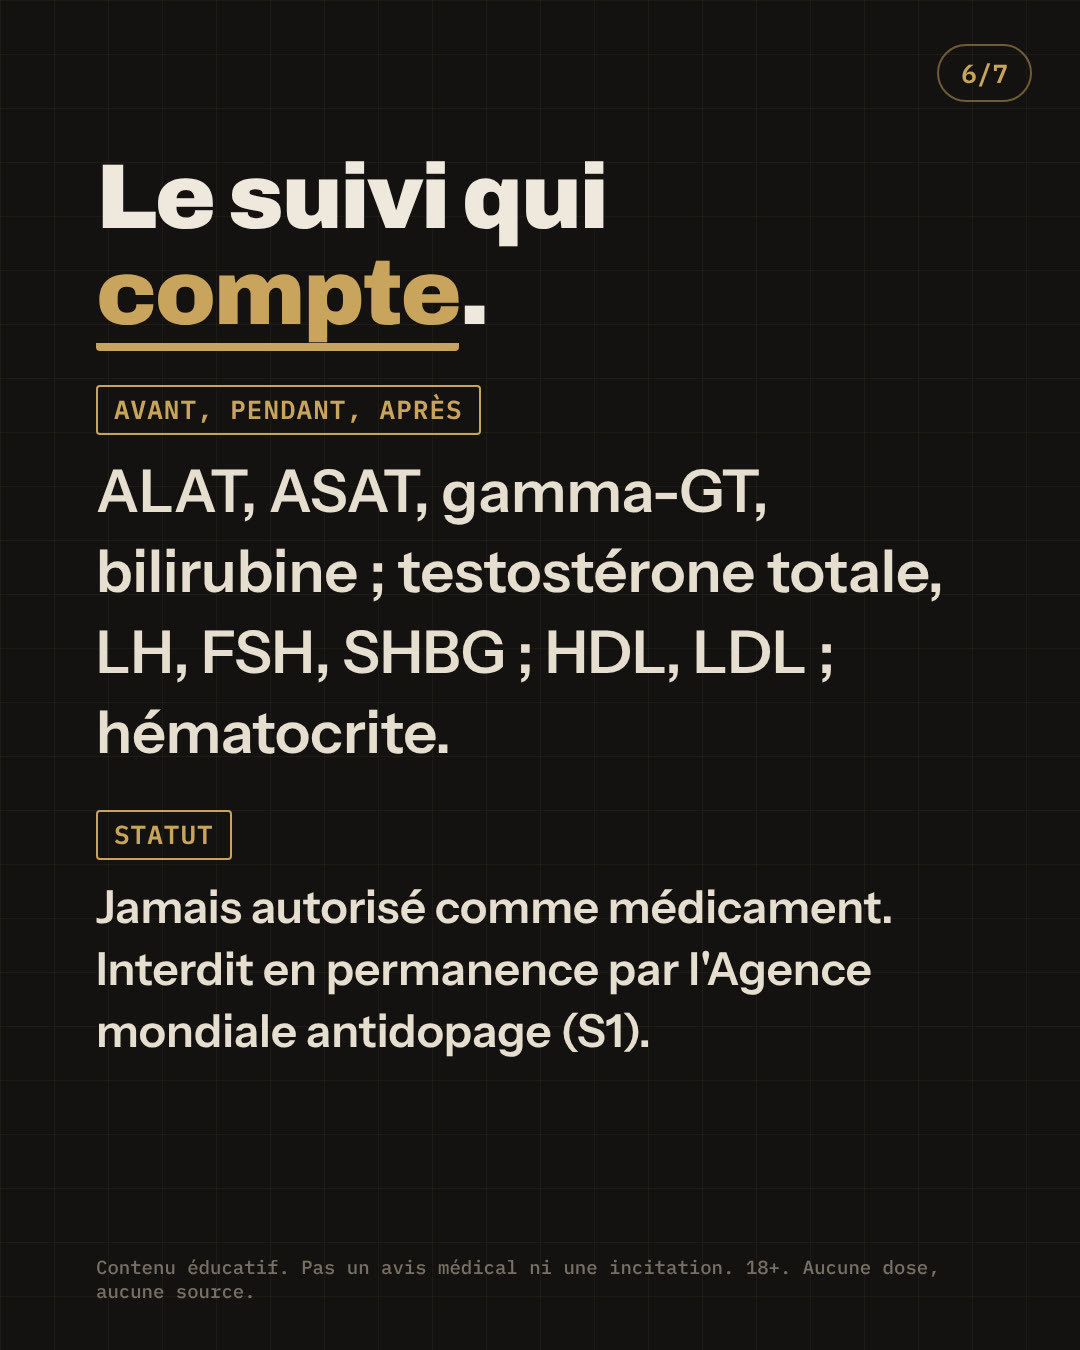 6/7
Le suivi qui
compte.
AVANT, PENDANT, APRÈS
ALAT, ASAT, gamma-GT,
bilirubine ; testostérone totale,
LH, FSH, SHBG ; HDL, LDL ;
hématocrite.
STATUT
Jamais autorisé comme médicament.
Interdit en permanence par l'Agence
mondiale antidopage (S1).
Contenu éducatif. Pas un avis médical ni une incitation. 18+. Aucune dose,
aucune source.